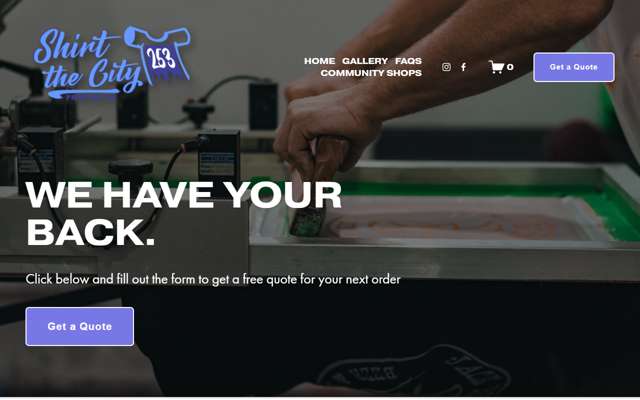 Shirt
the City
253
HOME GALLERY FAQS
COMMUNITY SHOPS
0
Get a Quote
WE HAVE YOUR
BACK.
Click below and fill out the form to get a free quote for your next order
Get a Quote